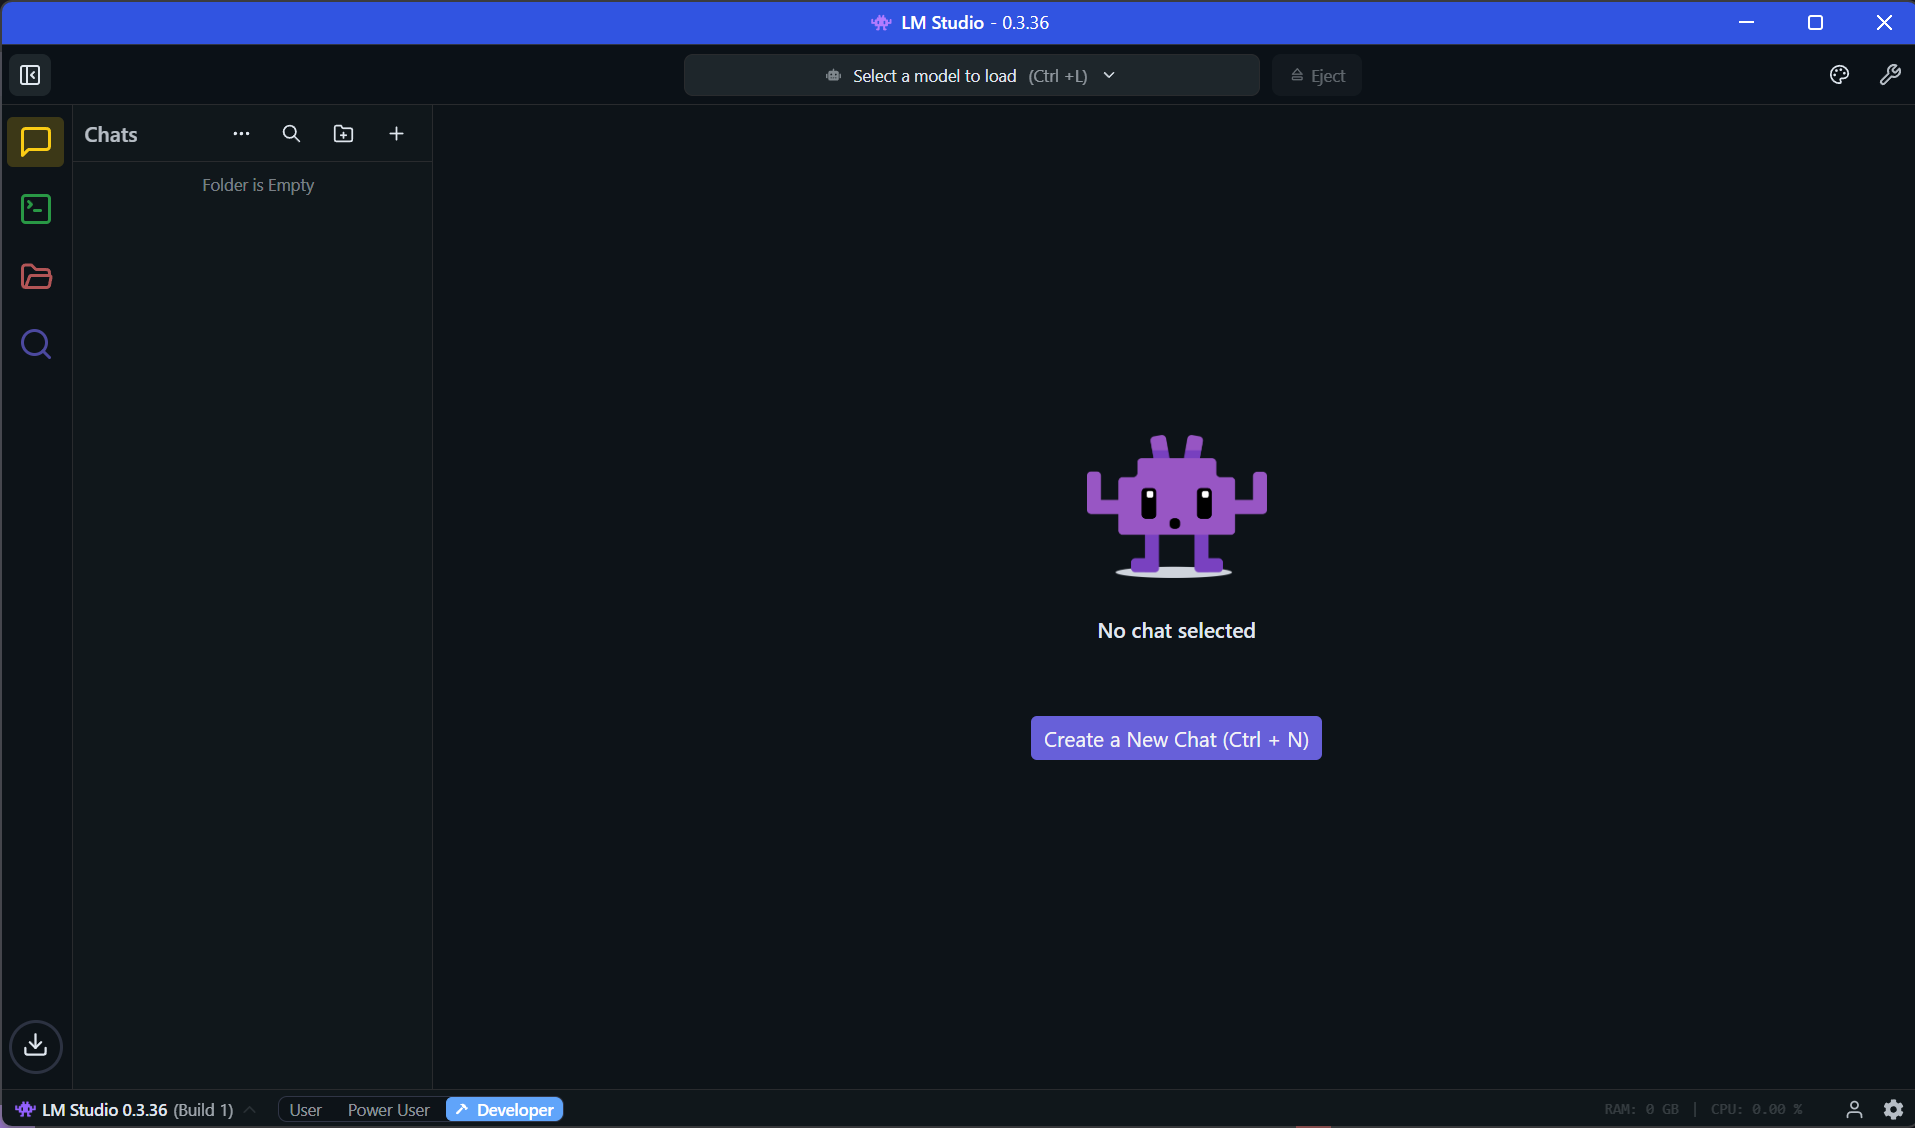 LM Studio - 0.3.36
Select a model to load (Ctrl +L)
Eject
Chats
Folder is Empty
No chat selected
Create a New Chat (Ctrl + N)
LM Studio 0.3.36 (Build 1)
User
Power User
Developer
RAM: 0 GB | CPU: 0.00 %